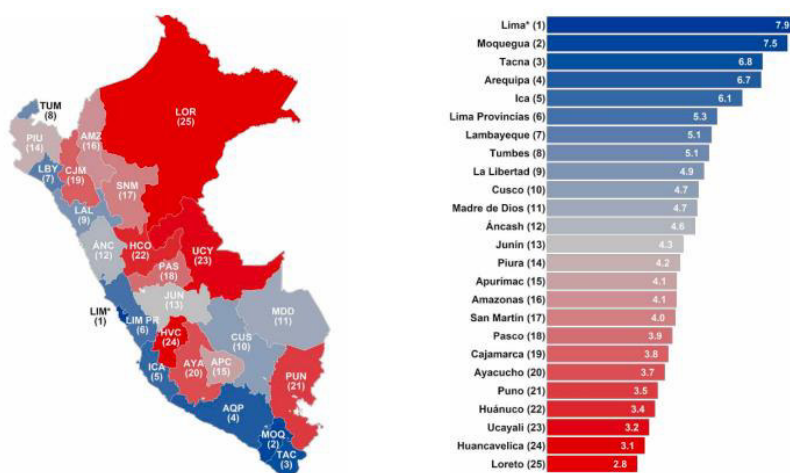 LOR
(25)
TUM
(8)
AMZ
(16)
PIU
(14)
LBY
(7)
CJM
(19)
SNM
(17)
LAL
(9)
ÁNC
(12)
HCO
(22)
UCY
(23)
PAS
(18)
JUN
(13)
LIM*
(1)
LIM PR
(6)
MDD
(11)
HVC
(24)
CUS
(10)
ICA
(5)
AYA
(20)
APC
(15)
PUN
(21)
AQP
(4)
MOQ
(2)
TAC
(3)
Lima* (1) 7.9
Moquegua (2) 7.5
Tacna (3) 6.8
Arequipa (4) 6.7
Ica (5) 6.1
Lima Provincias (6) 5.3
Lambayeque (7) 5.1
Tumbes (8) 5.1
La Libertad (9) 4.9
Cusco (10) 4.7
Madre de Dios (11) 4.7
Áncash (12) 4.6
Junín (13) 4.3
Piura (14) 4.2
Apurímac (15) 4.1
Amazonas (16) 4.1
San Martín (17) 4.0
Pasco (18) 3.9
Cajamarca (19) 3.8
Ayacucho (20) 3.7
Puno (21) 3.5
Huánuco (22) 3.4
Ucayali (23) 3.2
Huancavelica (24) 3.1
Loreto (25) 2.8